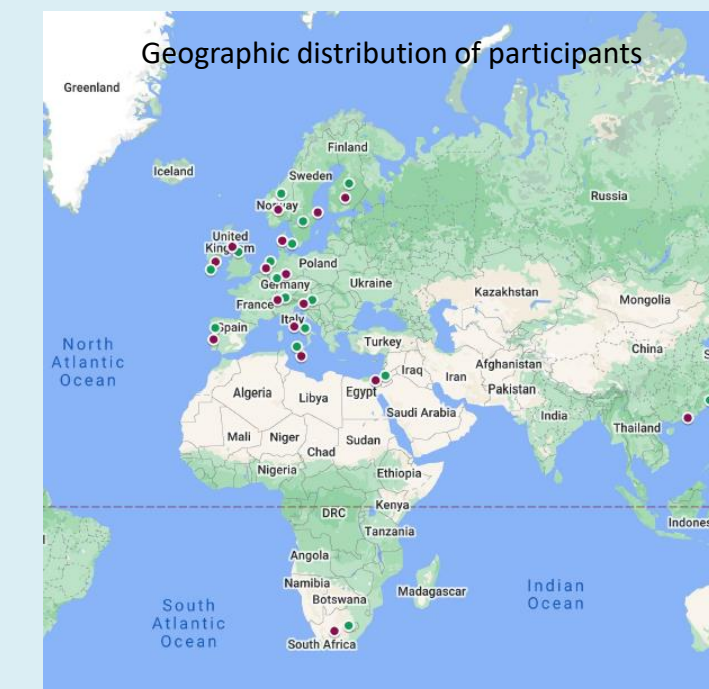 Geographic distribution of participants
Greenland
Iceland
Finland
Sweden
Norway
Russia
United
Kingdom
Poland
Germany
Ukraine
Kazakhstan
Mongolia
France
Italy
Spain
North
Atlantic
Ocean
Turkey
China
S
Afghanistan
Iraq
Iran
Pakistan
Algeria
Libya
Egypt
Saudi Arabia
India
Thailand
Mali
Niger
Sudan
Chad
Nigeria
Ethiopia
DRC
Kenya
Indones
Tanzania
Angola
Namibia
Botswana
Madagascar
Indian
Ocean
South
Atlantic
Ocean
South Africa
l